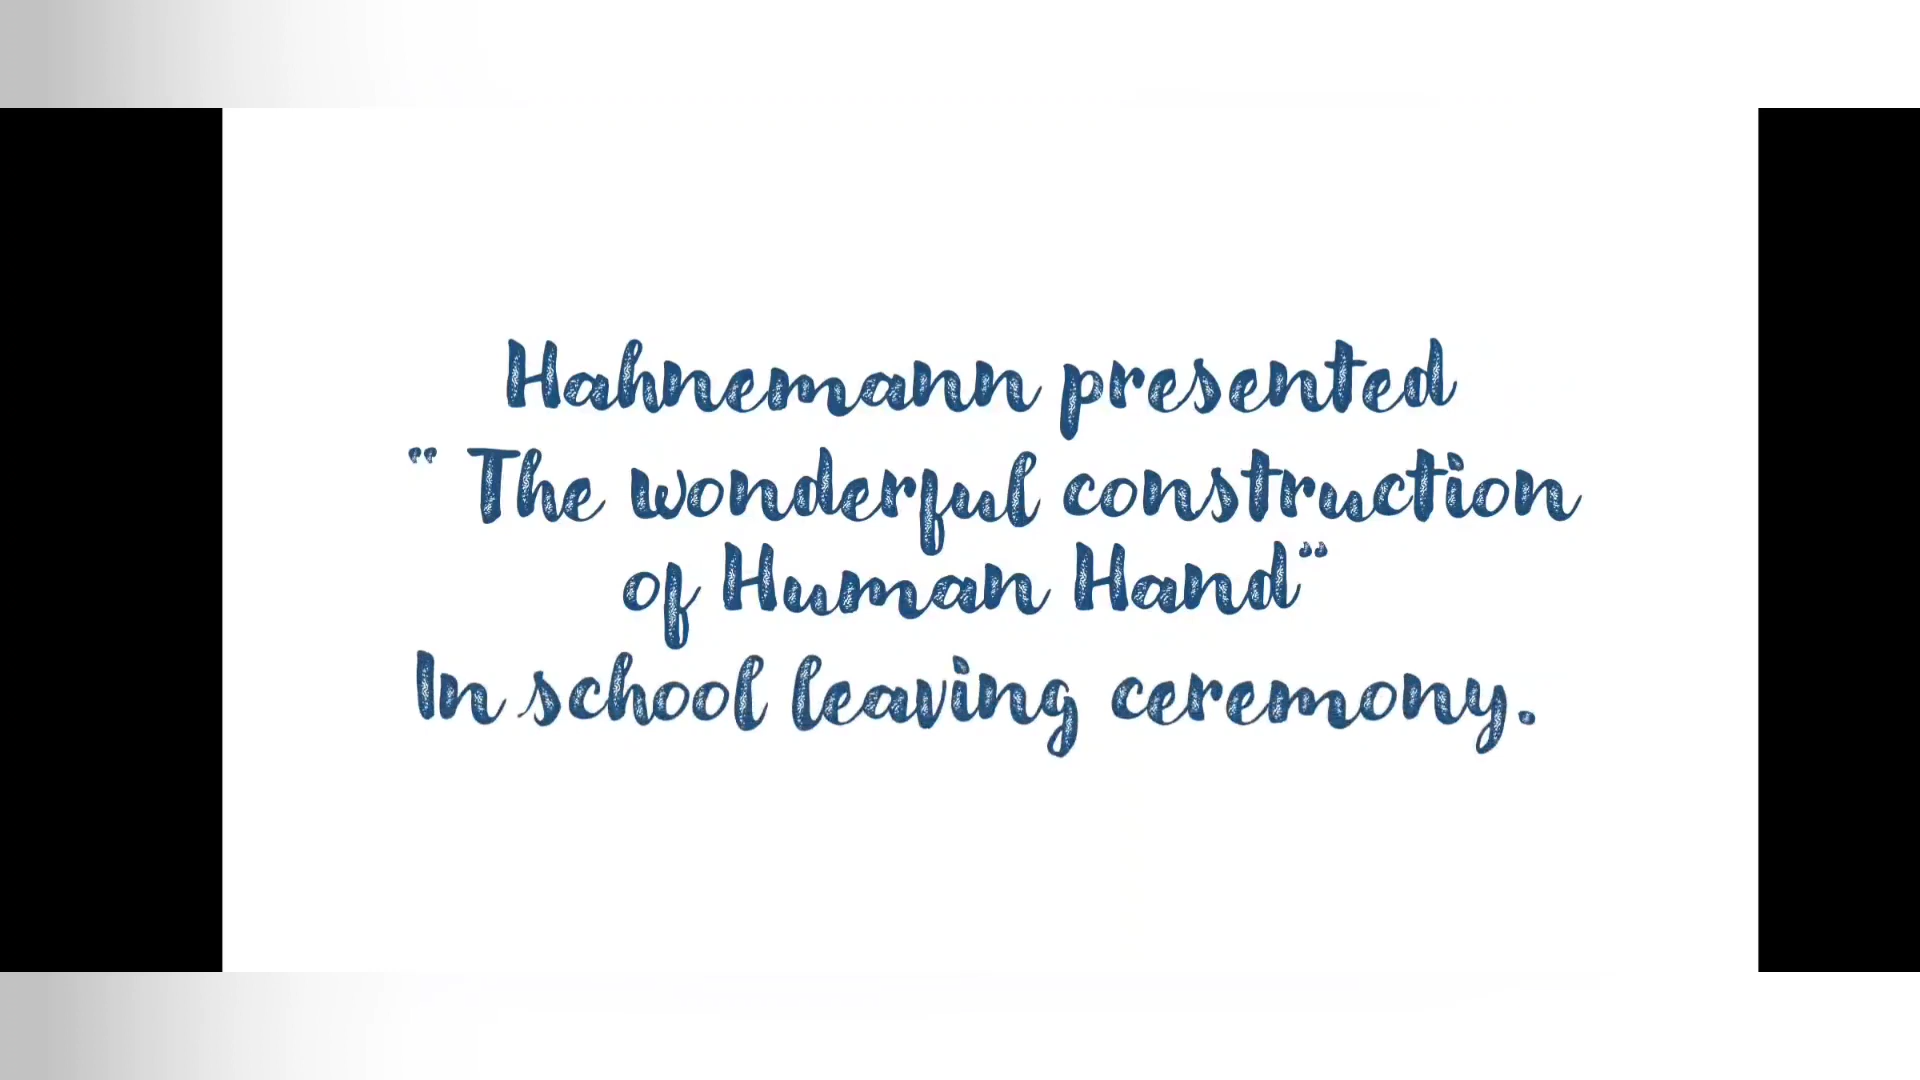 Hahnemann presented
“ The wonderful construction
of Human Hand”
In school leaving ceremony.